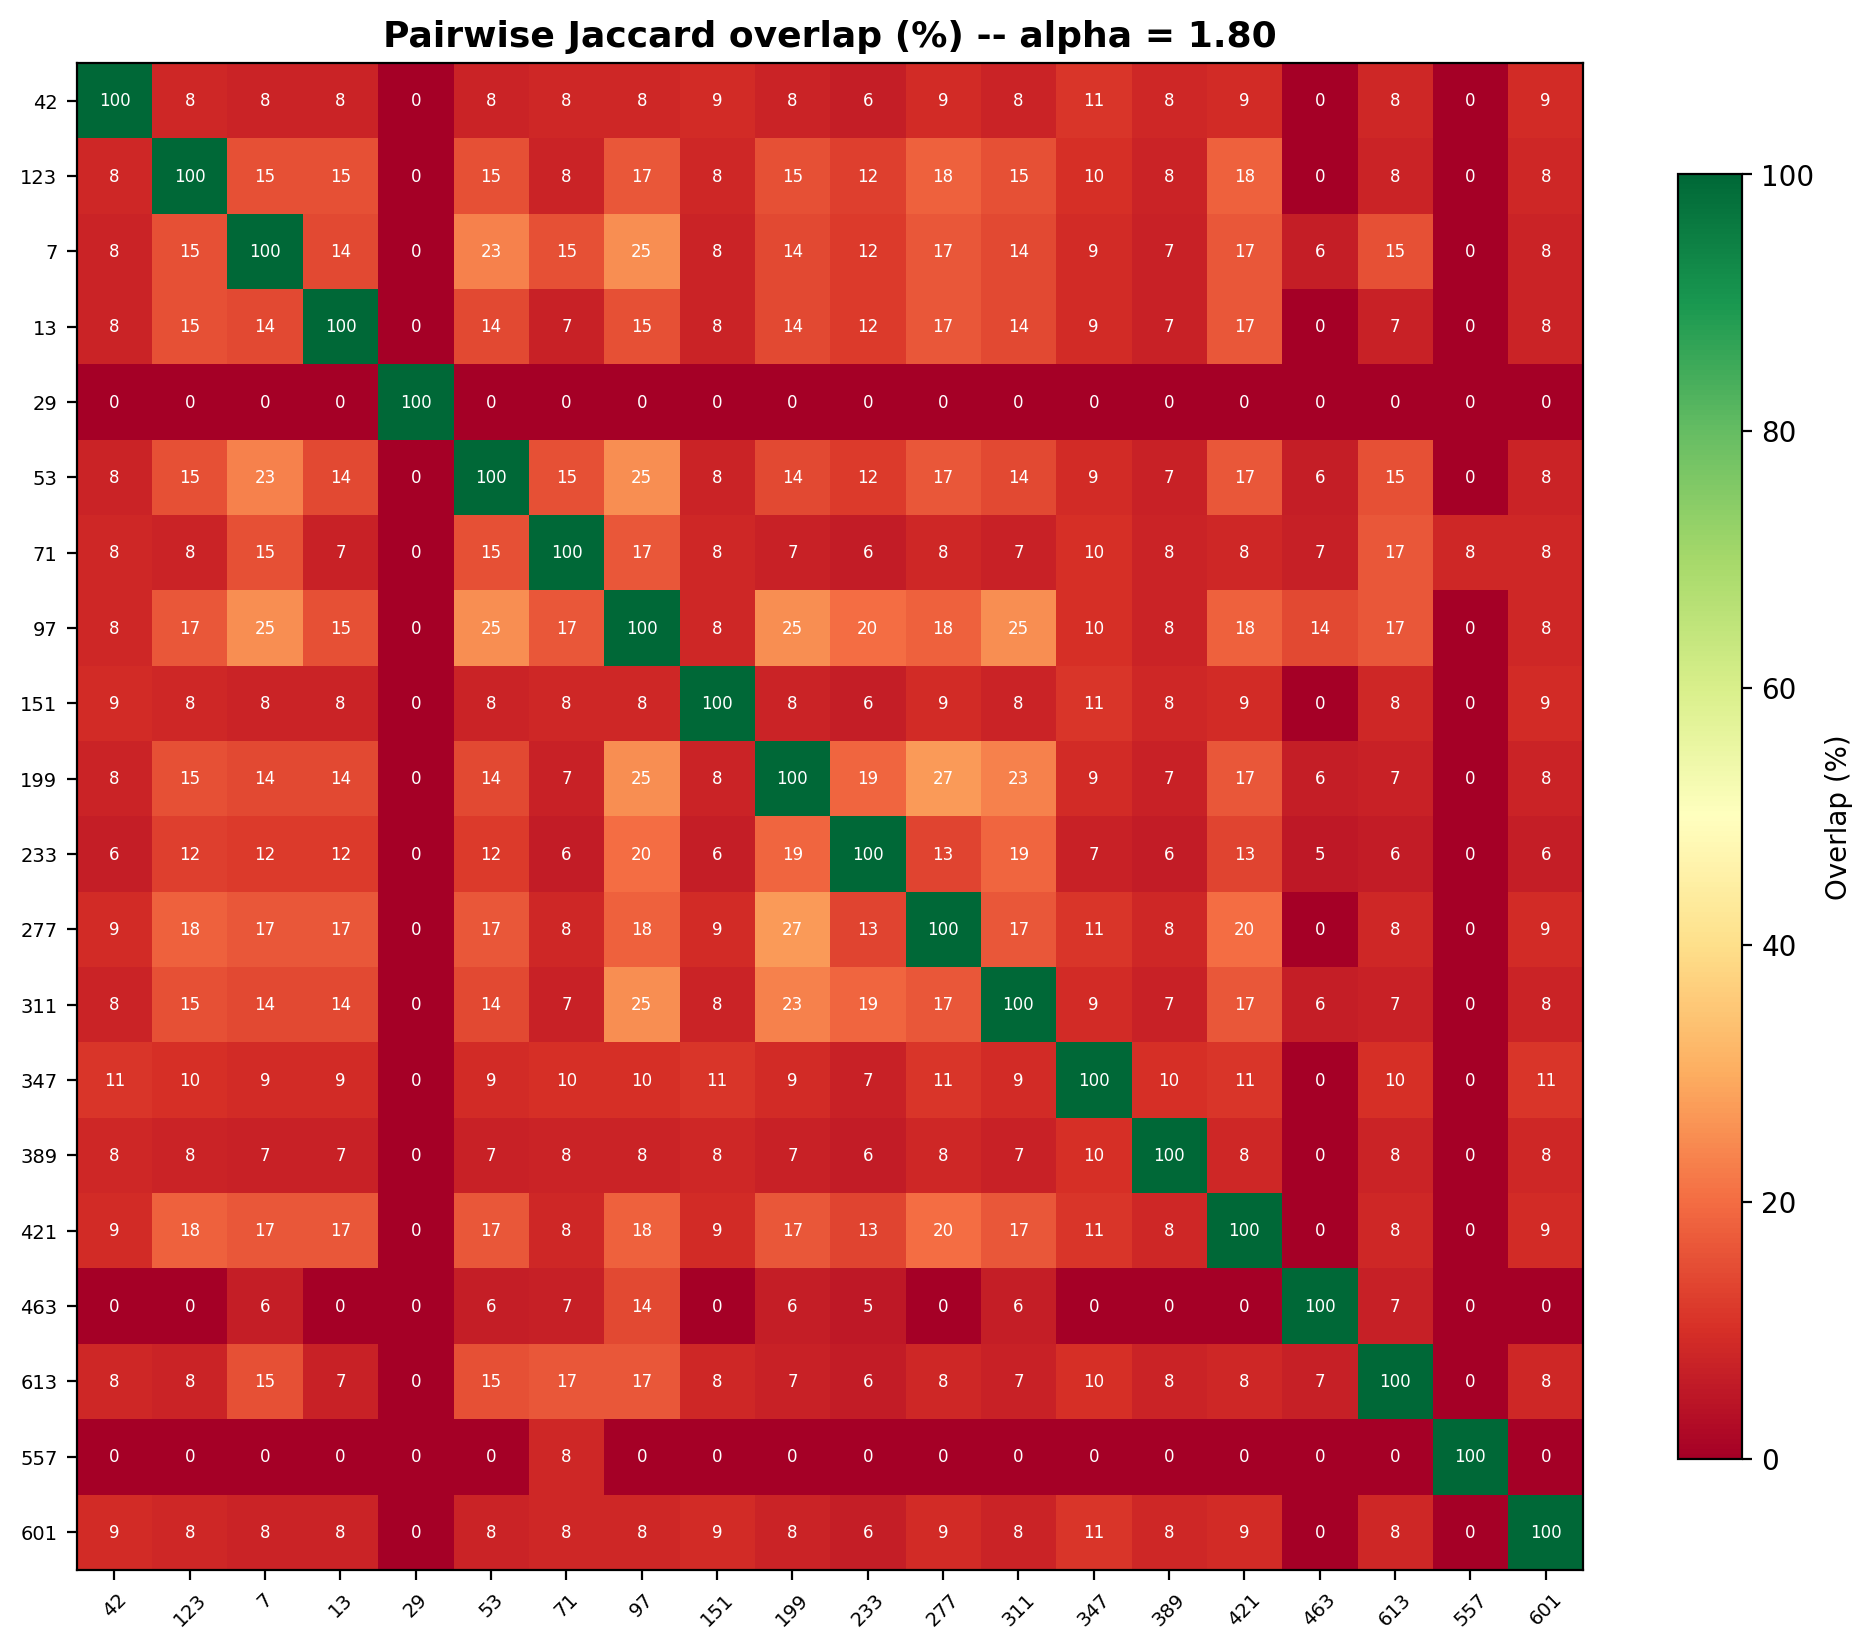 Pairwise Jaccard overlap (%) -- alpha = 1.80
42 100 8 8 8 0 8 8 8 9 8 6 9 8 11 8 9 0 8 0 9
123 8 100 15 15 0 15 8 17 8 15 12 18 15 10 8 18 0 8 0 8
7 8 15 100 14 0 23 15 25 8 14 12 17 14 9 7 17 6 15 0 8
13 8 15 14 100 0 14 7 15 8 14 12 17 14 9 7 17 0 7 0 8
29 0 0 0 0 100 0 0 0 0 0 0 0 0 0 0 0 0 0 0 0
53 8 15 23 14 0 100 15 25 8 14 12 17 14 9 7 17 6 15 0 8
71 8 8 15 7 0 15 100 17 8 7 6 8 7 10 8 8 7 17 8 8
97 8 17 25 15 0 25 17 100 8 25 20 18 25 10 8 18 14 17 0 8
151 9 8 8 8 0 8 8 8 100 8 6 9 8 11 8 9 0 8 0 9
199 8 15 14 14 0 14 7 25 8 100 19 27 23 9 7 17 6 7 0 8
233 6 12 12 12 0 12 6 20 6 19 100 13 19 7 6 13 5 6 0 6
277 9 18 17 17 0 17 8 18 9 27 13 100 17 11 8 20 0 8 0 9
311 8 15 14 14 0 14 7 25 8 23 19 17 100 9 7 17 6 7 0 8
347 11 10 9 9 0 9 10 10 11 9 7 11 9 100 10 11 0 10 0 11
389 8 8 7 7 0 7 8 8 8 7 6 8 7 10 100 8 0 8 0 8
421 9 18 17 17 0 17 8 18 9 17 13 20 17 11 8 100 0 8 0 9
463 0 0 6 0 0 6 7 14 0 6 5 0 6 0 0 0 100 7 0 0
613 8 8 15 7 0 15 17 17 8 7 6 8 7 10 8 8 7 100 0 8
557 0 0 0 0 0 0 8 0 0 0 0 0 0 0 0 0 0 0 100 0
601 9 8 8 8 0 8 8 8 9 8 6 9 8 11 8 9 0 8 0 100
42 123 7 13 29 53 71 97 151 199 233 277 311 347 389 421 463 613 557 601
100
80
60
40
20
0
Overlap (%)